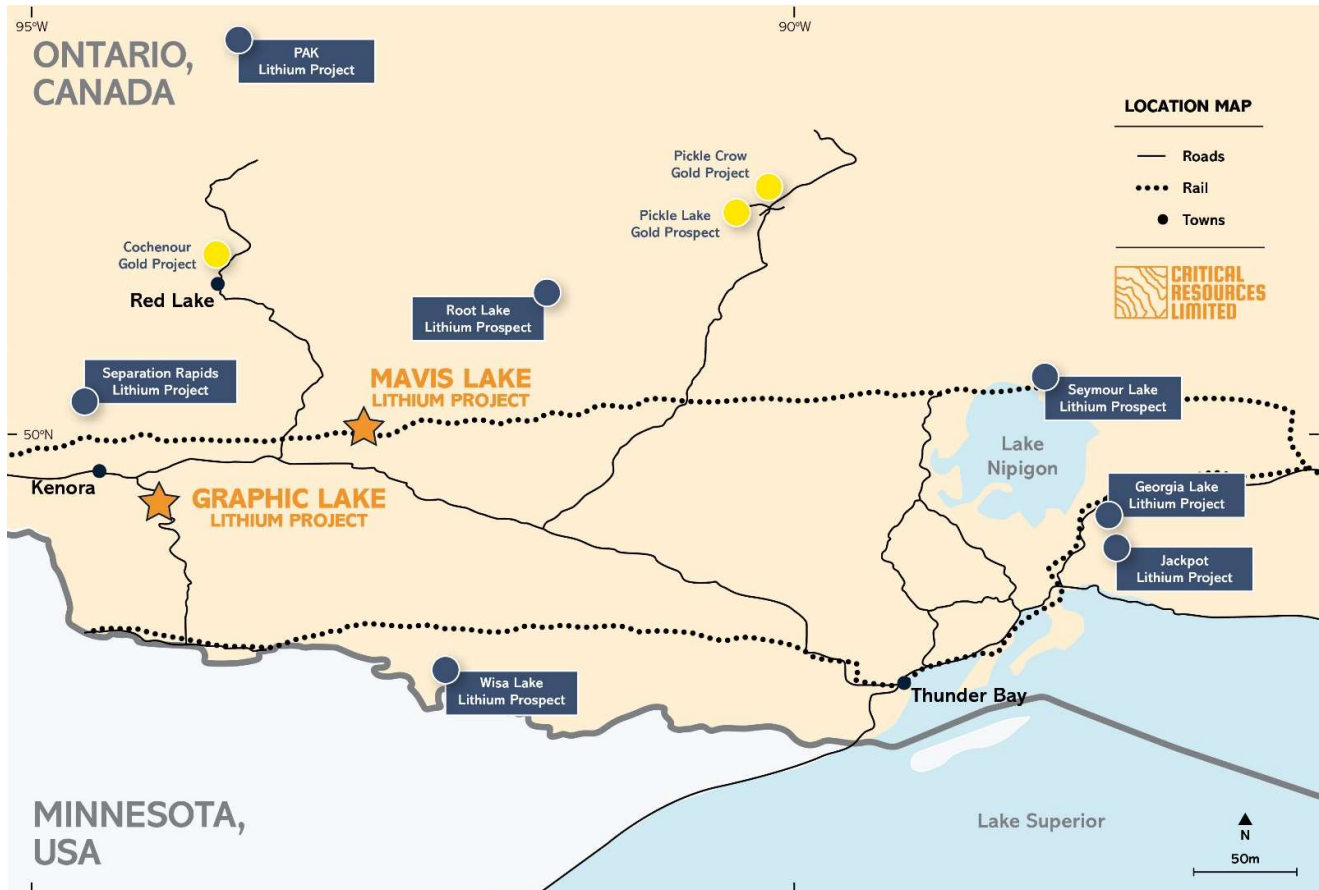 95°W
90°W
ONTARIO,
CANADA
PAK
Lithium Project
LOCATION MAP
Roads
Rail
Towns
CRITICAL
RESOURCES
LIMITED
Pickle Crow
Gold Project
Pickle Lake
Gold Prospect
Cochenour
Gold Project
Red Lake
Root Lake
Lithium Prospect
Separation Rapids
Lithium Project
MAVIS LAKE
LITHIUM PROJECT
Seymour Lake
Lithium Prospect
50°N
Lake
Nipigon
Kenora
GRAPHIC LAKE
LITHIUM PROJECT
Georgia Lake
Lithium Project
Jackpot
Lithium Project
Wisa Lake
Lithium Prospect
Thunder Bay
MINNESOTA,
USA
Lake Superior
N
50m